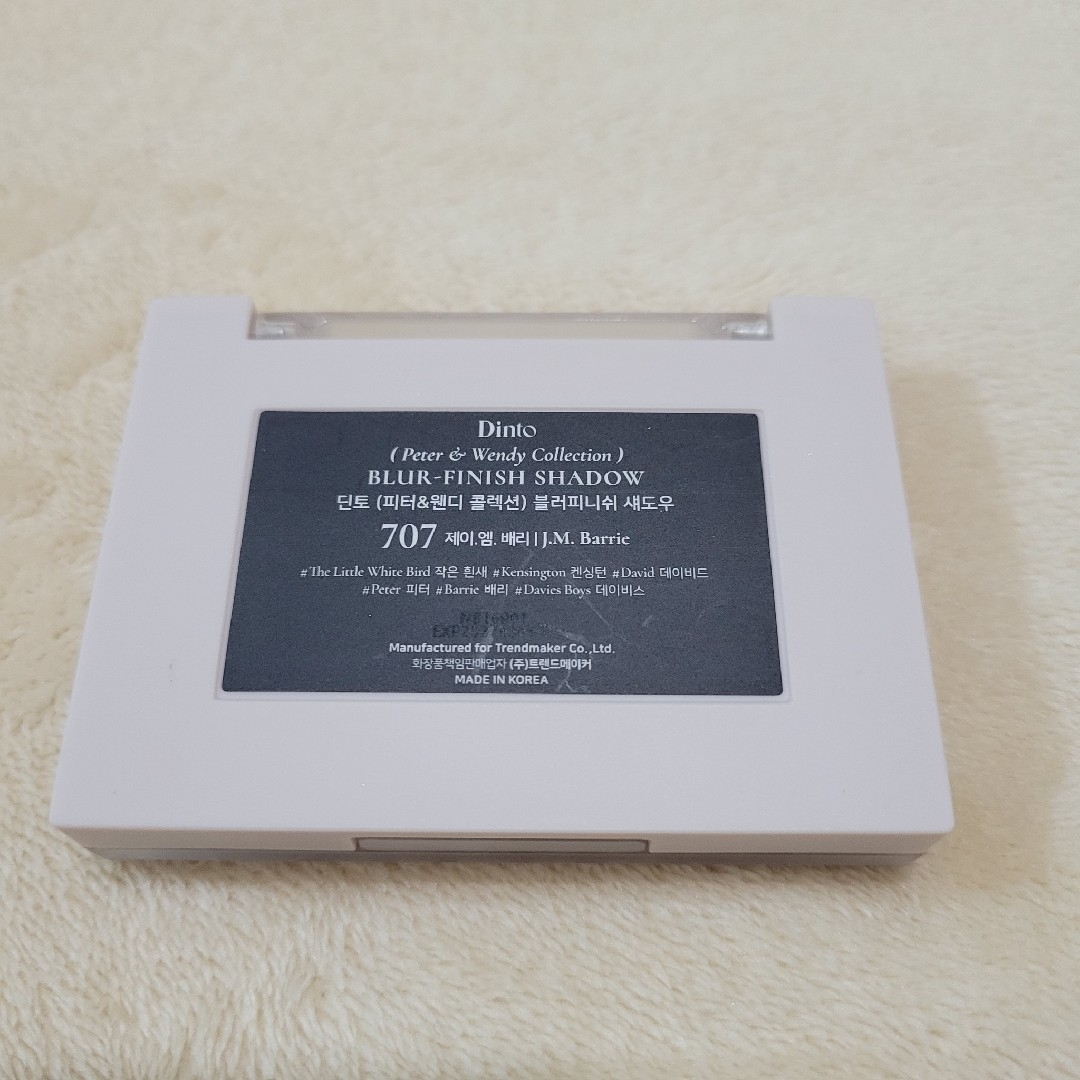 Dinto
( Peter & Wendy Collection )
BLUR-FINISH SHADOW
딘토 (피터&웬디 콜렉션) 블러피니쉬 섀도우
707 제이.엠. 배리 | J.M. Barrie
#The Little White Bird 작은 흰새 #Kensington 켄싱턴 #David 데이비드
#Peter 피터 #Barrie 배리 #Davies Boys 데이비스
Manufactured for Trendmaker Co.,Ltd.
화장품책임판매업자 (주)트렌드메이커
MADE IN KOREA